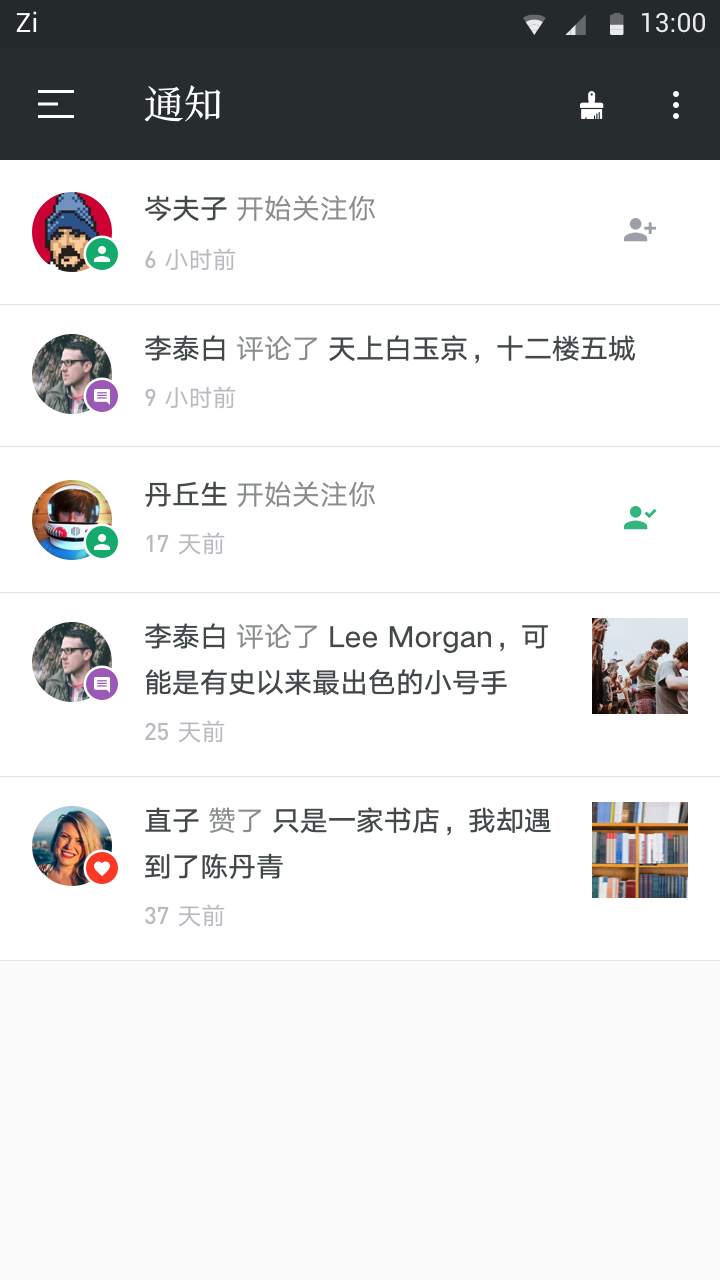 Zi 13:00
通知
岑夫子 开始关注你
6 小时前
李泰白 评论了 天上白玉京，十二楼五城
9 小时前
丹丘生 开始关注你
17 天前
李泰白 评论了 Lee Morgan，可
能是有史以来最出色的小号手
25 天前
直子 赞了 只是一家书店，我却遇
到了陈丹青
37 天前